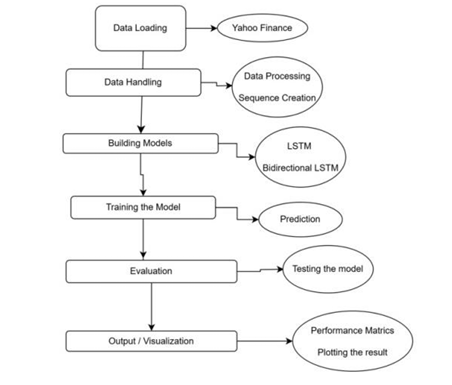 Data Loading
Yahoo Finance
Data Handling
Data Processing
Sequence Creation
Building Models
LSTM
Bidirectional LSTM
Training the Model
Prediction
Evaluation
Testing the model
Output / Visualization
Performance Matrics
Plotting the result